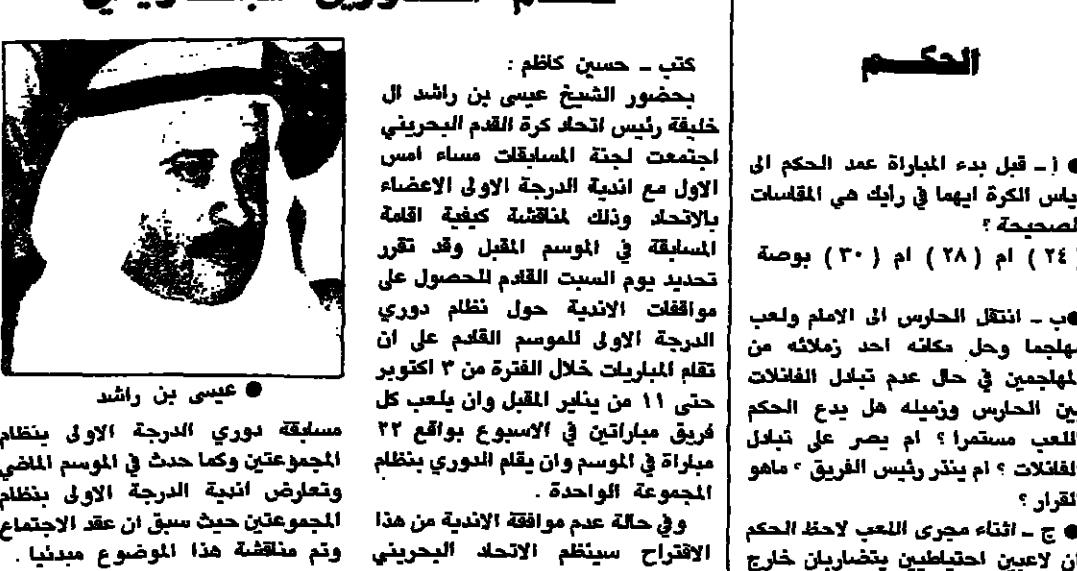 الحكم
● أ ـ قبل بدء المباراة عمد الحكم الى
ياس الكرة ايهما في رأيك هي المقاسات
لصحيحة ؟
( ٢٤ ) ام ( ٢٨ ) ام ( ٣٠ ) بوصة
●ب ـ انتقل الحارس الى الامام ولعب
مهاجما وحل مكانه احد زملائه من
المهاجمين في حال عدم تبادل الفانلات
بين الحارس وزميله هل يدع الحكم
اللعب مستمرا ؟ ام يصر على تبادل
الفانلات ؟ ام ينذر رئيس الفريق ؟ ماهو
لقرار ؟
● ج ـ اثناء مجرى اللعب لاحظ الحكم
ان لاعبين احتياطيين يتضاربان خارج
كتب ـ حسين كاظم :
بحضور الشيخ عيسى بن راشد ال
خليفة رئيس اتحاد كرة القدم البحريني
اجتمعت لجنة المسابقات مساء امس
الاول مع اندية الدرجة الاولى الاعضاء
بالاتحاد وذلك لمناقشة كيفية اقامة
المسابقة في الموسم المقبل وقد تقرر
تحديد يوم السبت القادم للحصول على
موافقات الاندية حول نظام دوري
الدرجة الاولى للموسم القادم على ان
تقام المباريات خلال الفترة من ٣ اكتوبر
حتى ١١ من يناير المقبل وان يلعب كل
فريق مباراتين في الاسبوع بواقع ٢٢
مباراة في الموسم وان يقام الدوري بنظام
المجموعة الواحدة .
وفي حالة عدم موافقة الاندية من هذا
الاقتراح سينظم الاتحاد البحريني
● عيسى بن راشد
مسابقة دوري الدرجة الاولى بنظام
المجموعتين وكما حدث في الموسم الماضي
وتعارض اندية الدرجة الاولى بنظام
المجموعتين حيث سبق ان عقد الاجتماع
وتم مناقشة هذا الموضوع مبدئيا .